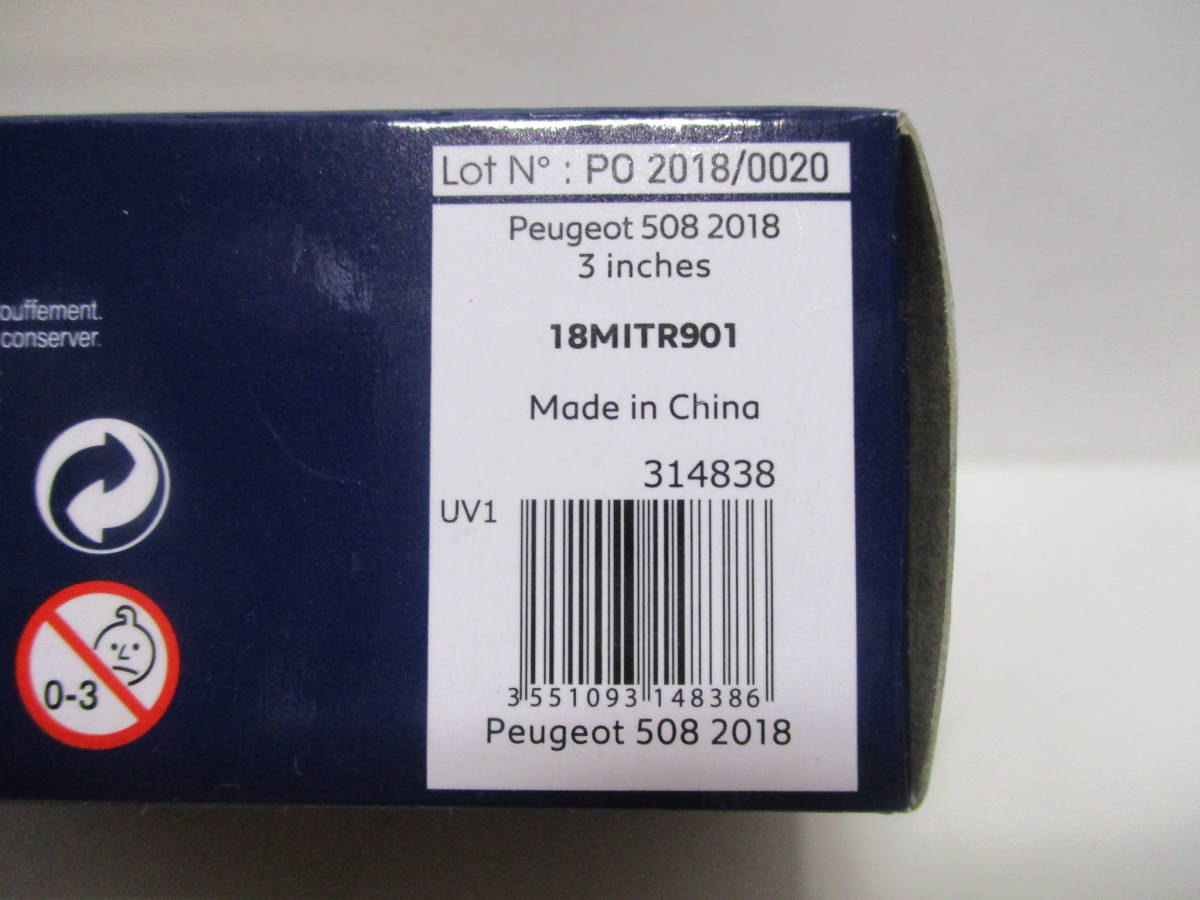 Lot N° : PO 2018/0020
Peugeot 508 2018
3 inches
18MITR901
Made in China
314838
UV1
3 551093 148386
Peugeot 508 2018
conserver.
0-3